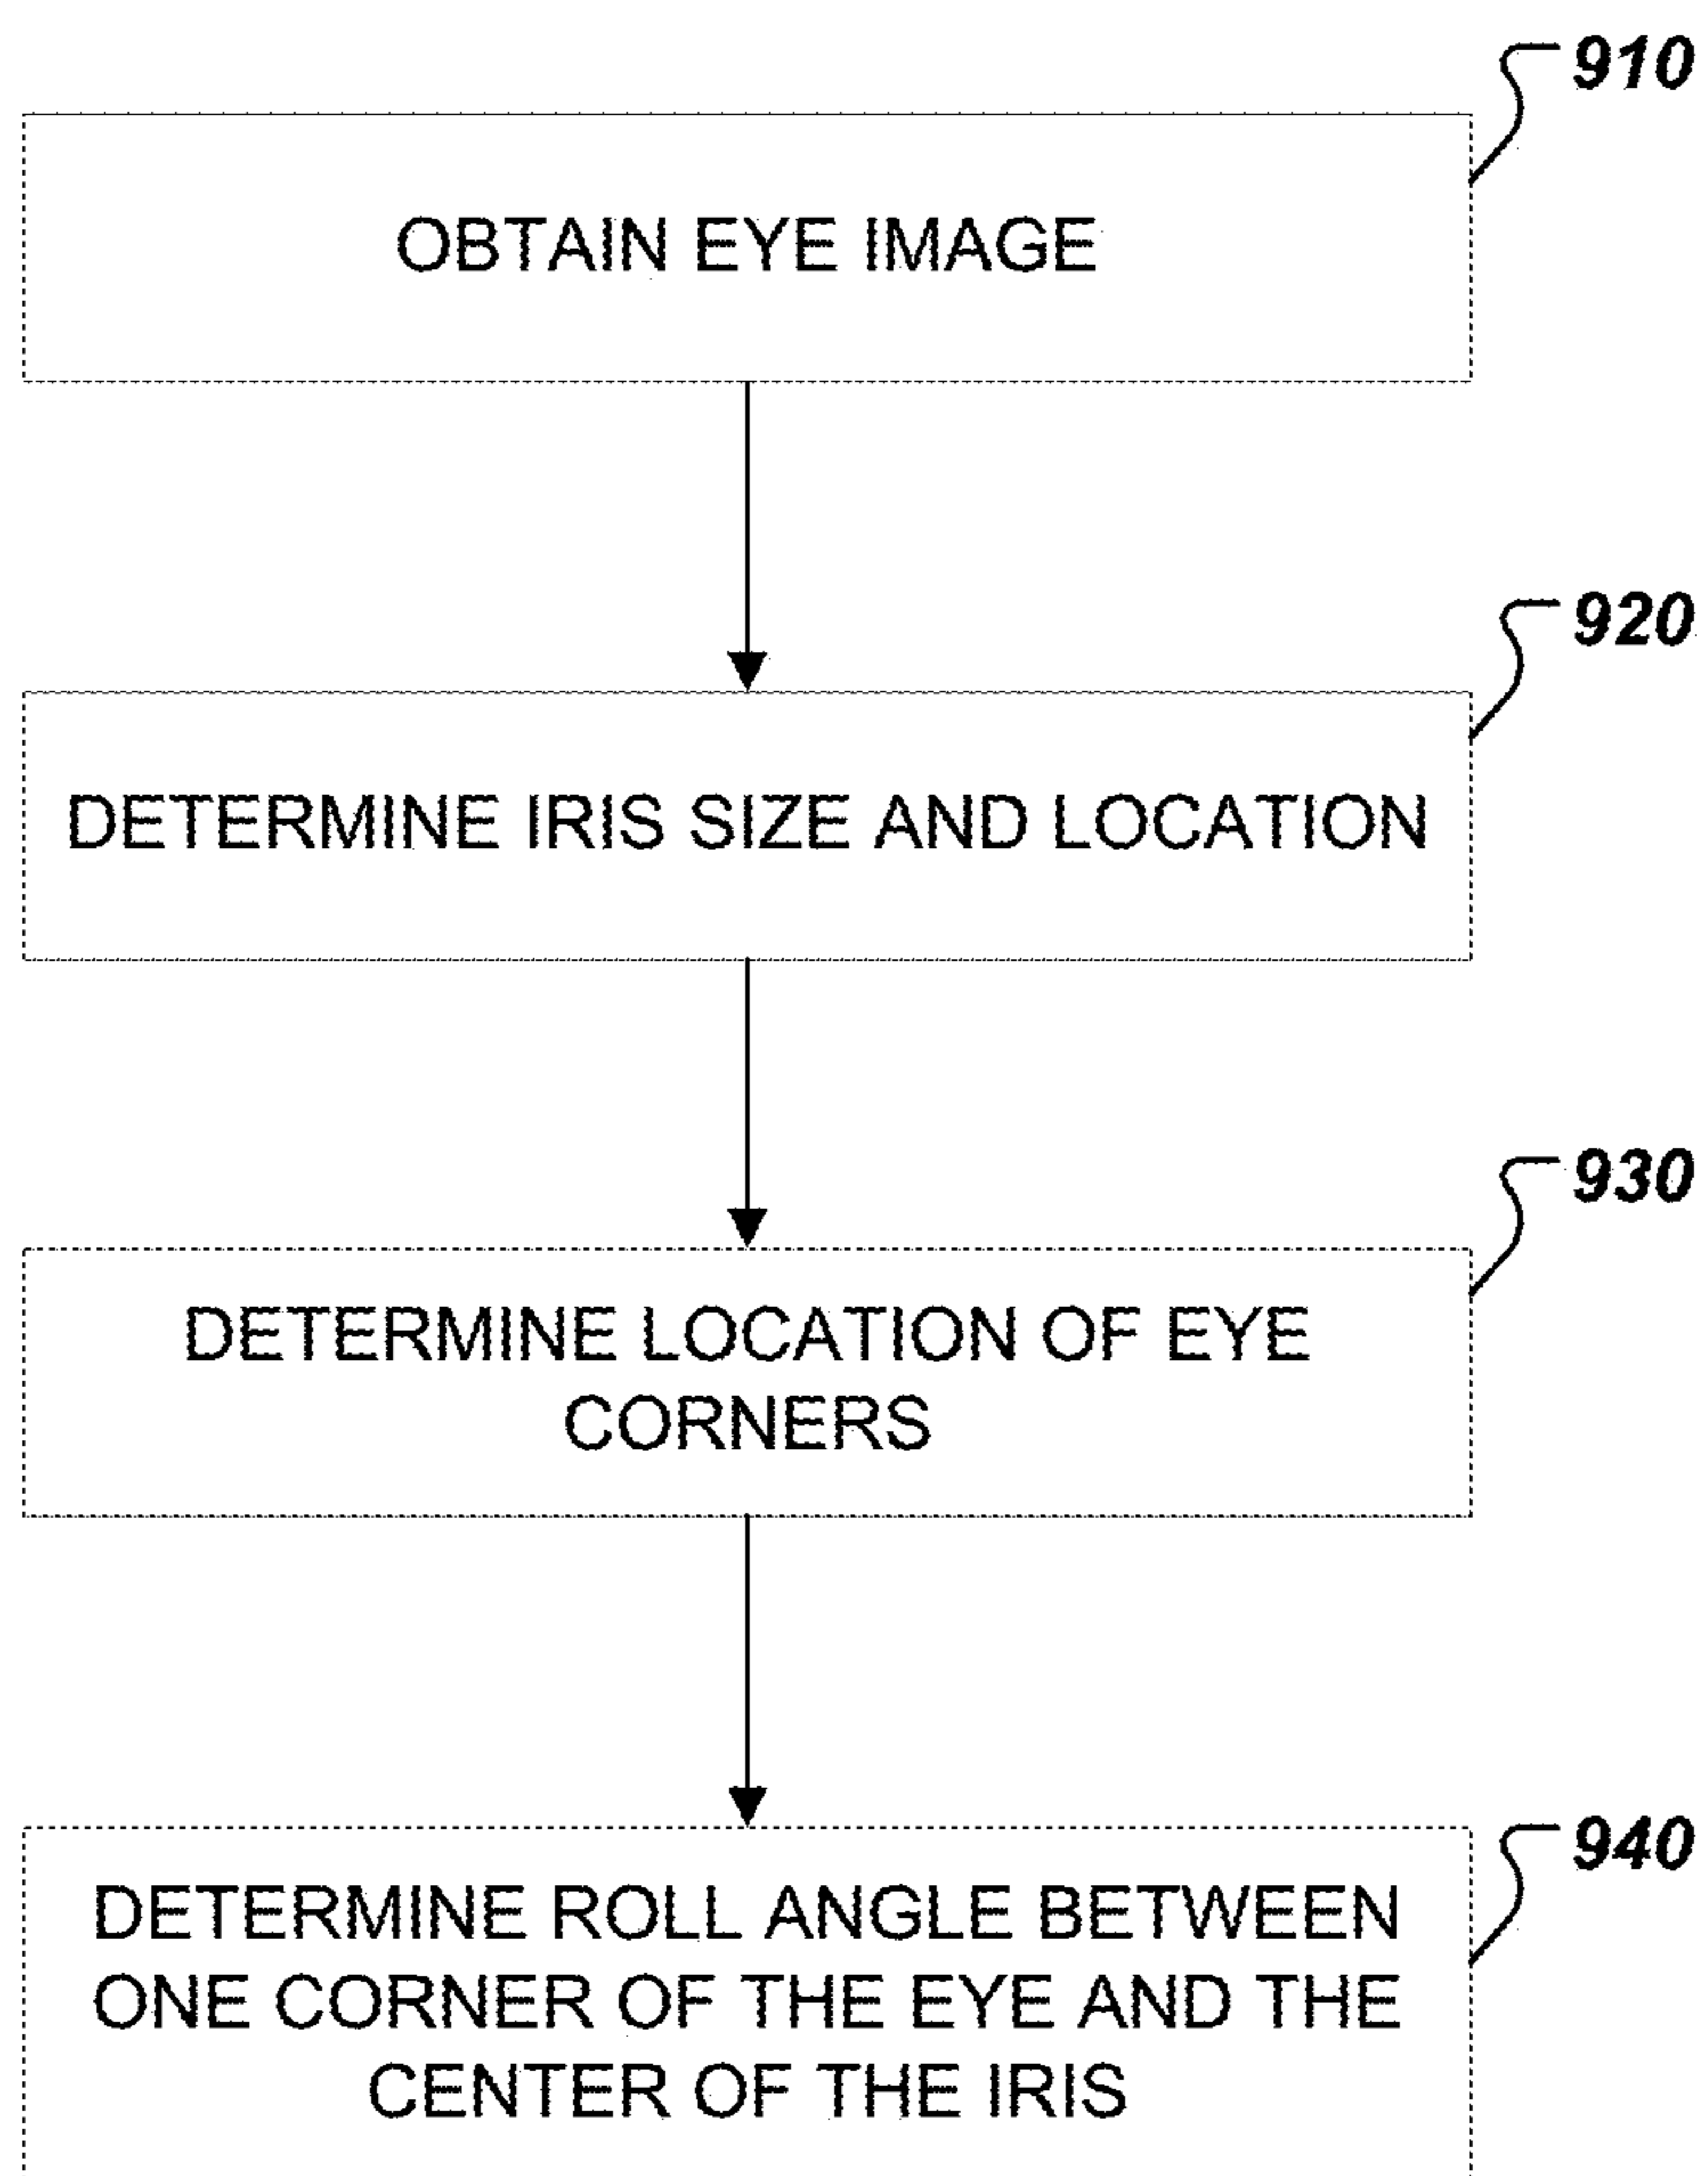 910
OBTAIN EYE IMAGE
920
DETERMINE IRIS SIZE AND LOCATION
930
DETERMINE LOCATION OF EYE
CORNERS
940
DETERMINE ROLL ANGLE BETWEEN
ONE CORNER OF THE EYE AND THE
CENTER OF THE IRIS